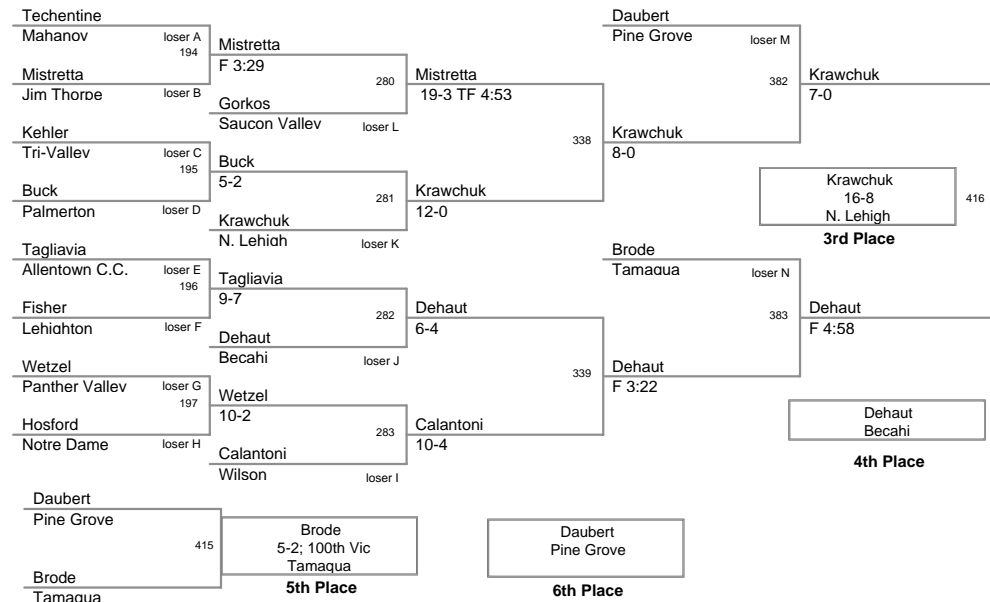 Techentine
Mahanoy
loser A
194
Mistretta
Jim Thorpe
loser B
Mistretta
F 3:29
280
Gorkos
Saucon Valley
loser L
Kehler
Tri-Valley
loser C
195
Buck
Palmerton
loser D
Buck
5-2
281
Krawchuk
N. Lehigh
loser K
Tagliavia
Allentown C.C.
loser E
196
Fisher
Lehighton
loser F
Tagliavia
9-7
282
Dehaut
Becahi
loser J
Wetzel
Panther Valley
loser G
197
Hosford
Notre Dame
loser H
Wetzel
10-2
283
Calantoni
Wilson
loser I
Mistretta
19-3 TF 4:53
338
Krawchuk
12-0
Dehaut
6-4
339
Calantoni
10-4
Daubert
Pine Grove
loser M
382
Krawchuk
8-0
Krawchuk
7-0
Krawchuk
16-8
N. Lehigh
416
3rd Place
Brode
Tamaqua
loser N
383
Dehaut
F 3:22
Dehaut
F 4:58
Dehaut
Becahi
4th Place
Daubert
Pine Grove
415
Brode
Tamaqua
Brode
5-2; 100th Vic
Tamaqua
5th Place
Daubert
Pine Grove
6th Place